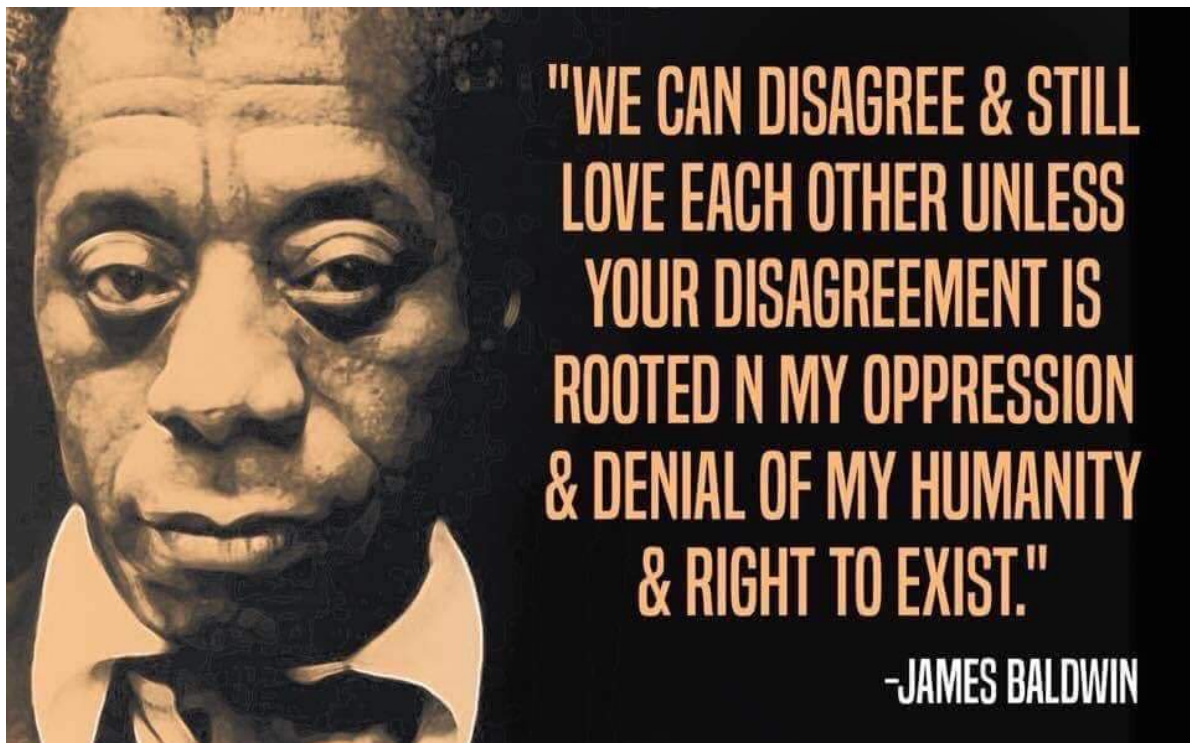 "WE CAN DISAGREE & STILL
LOVE EACH OTHER UNLESS
YOUR DISAGREEMENT IS
ROOTED N MY OPPRESSION
& DENIAL OF MY HUMANITY
& RIGHT TO EXIST."
-JAMES BALDWIN